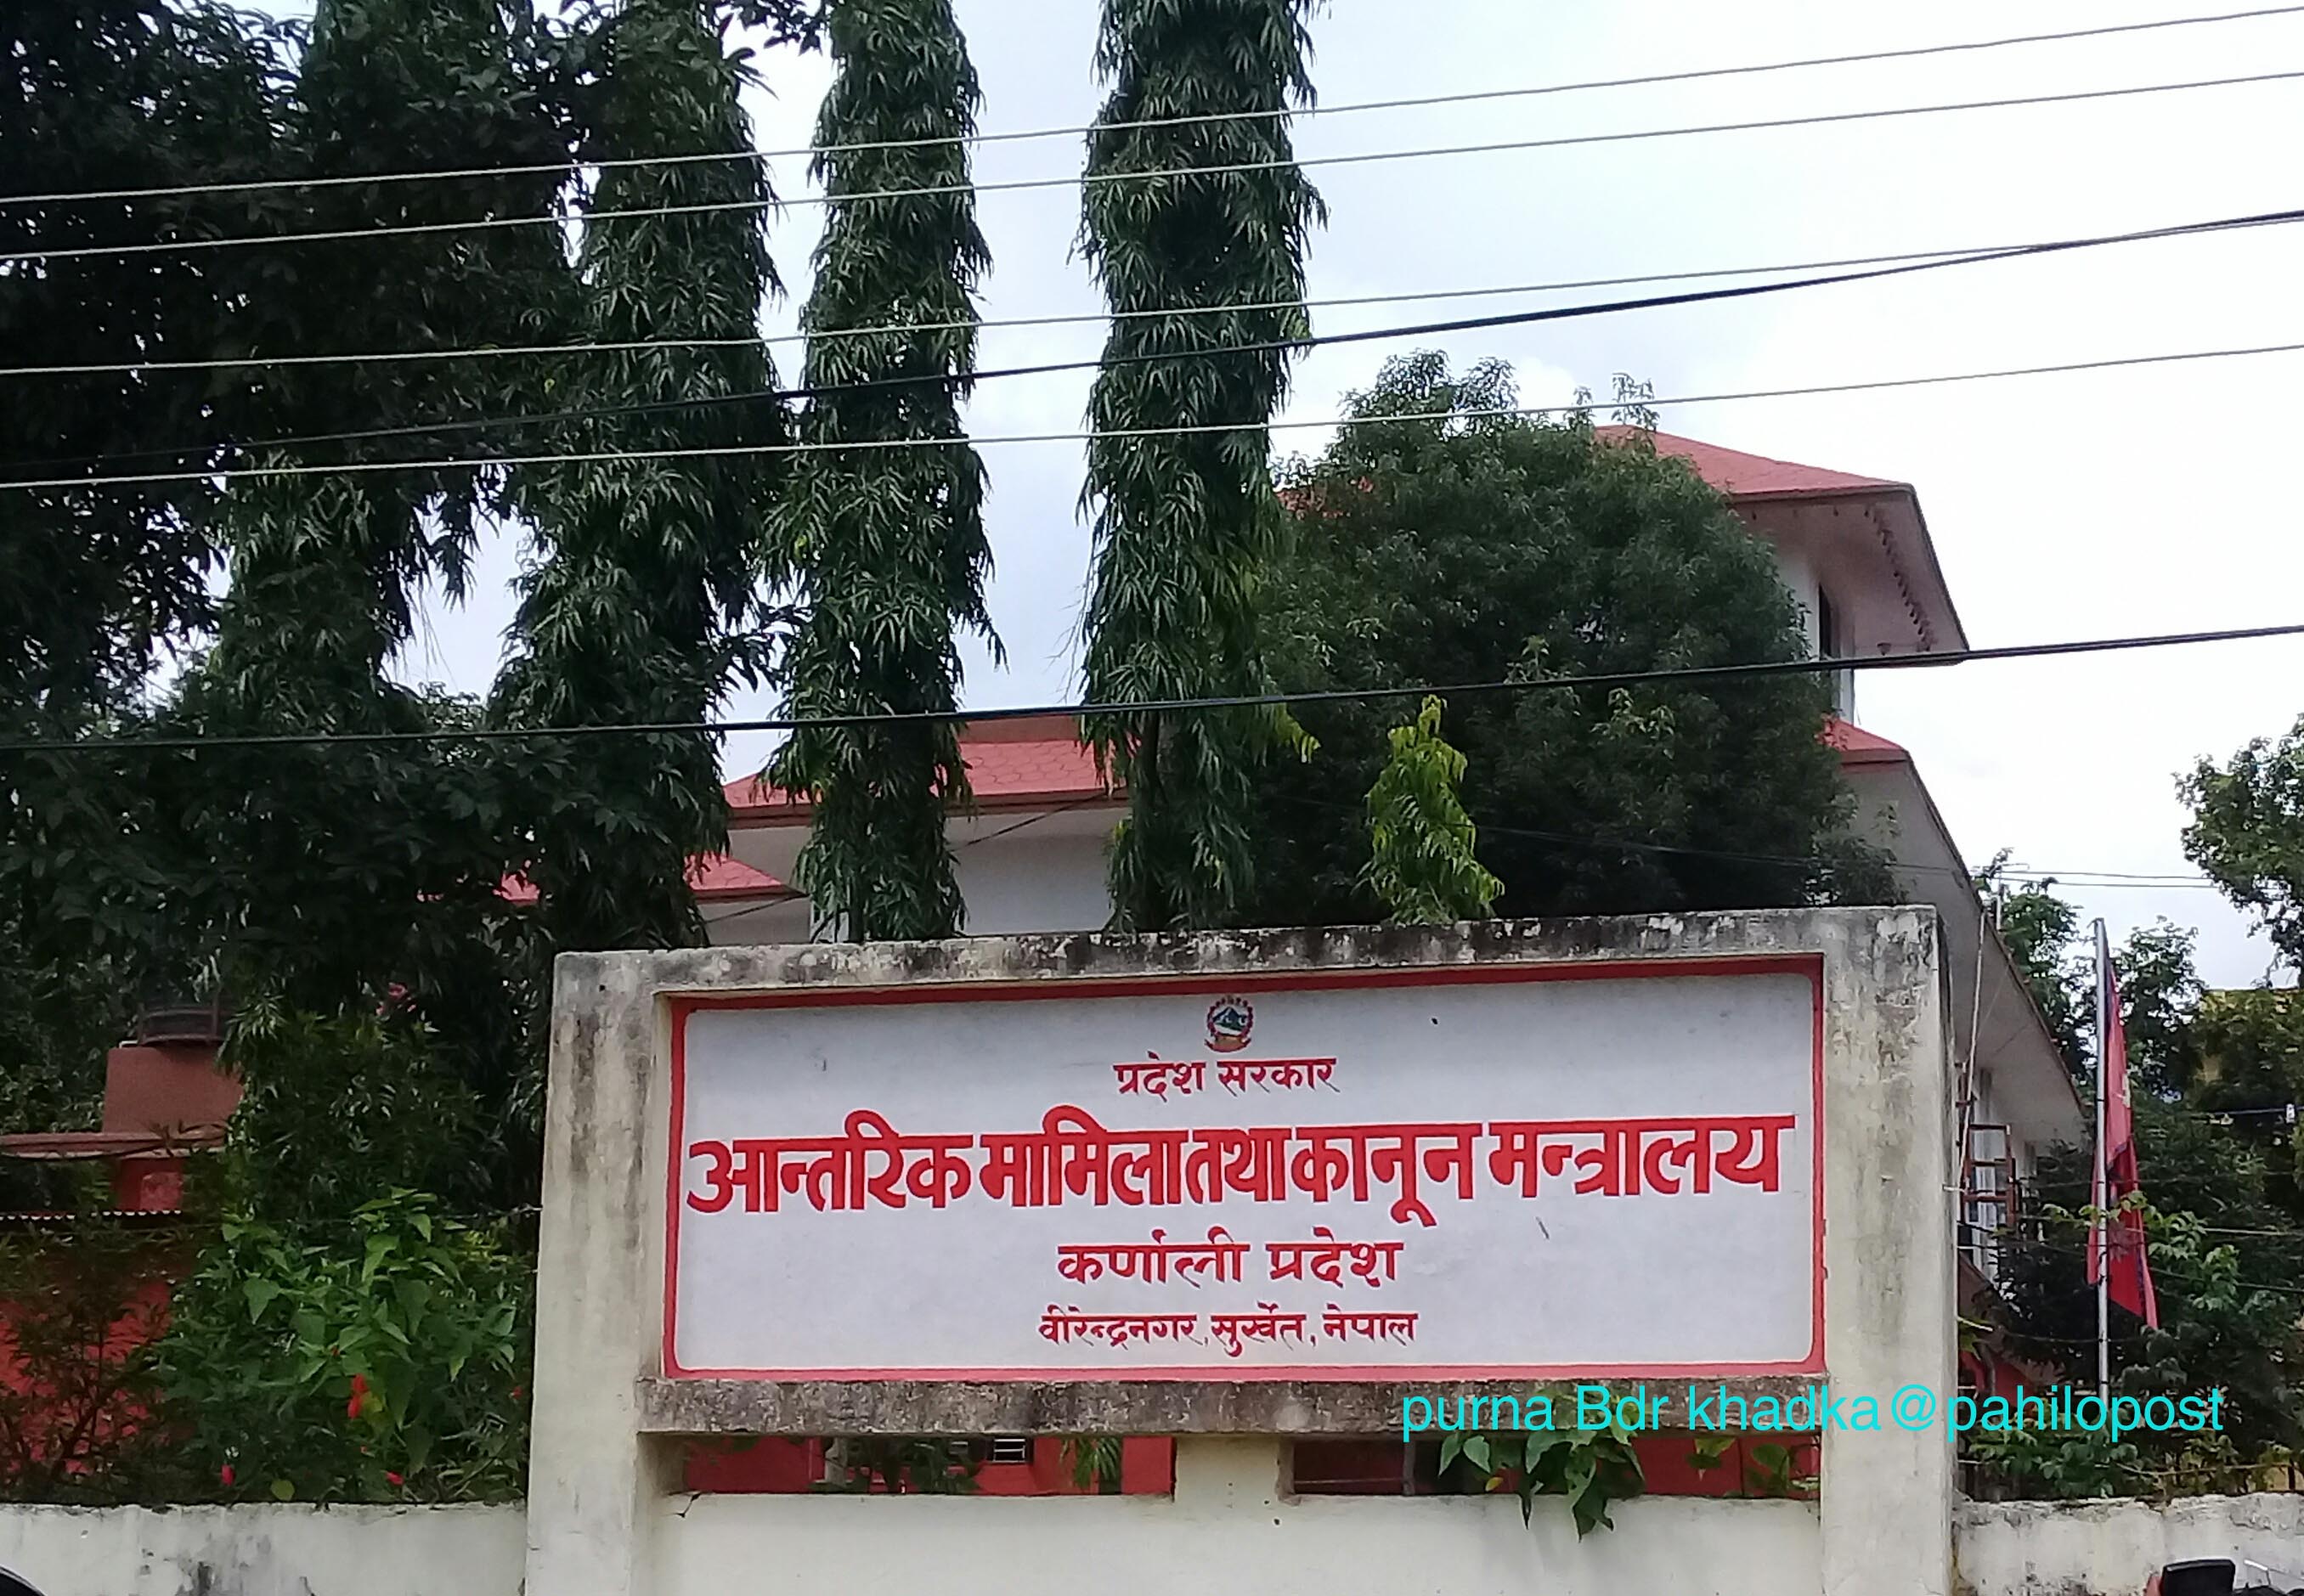 प्रदेश सरकार
आन्तरिक मामिला तथा कानून मन्त्रालय
कर्णाली प्रदेश
वीरेन्द्रनगर, सुर्खेत, नेपाल
purna Bdr khadka@pahilopost